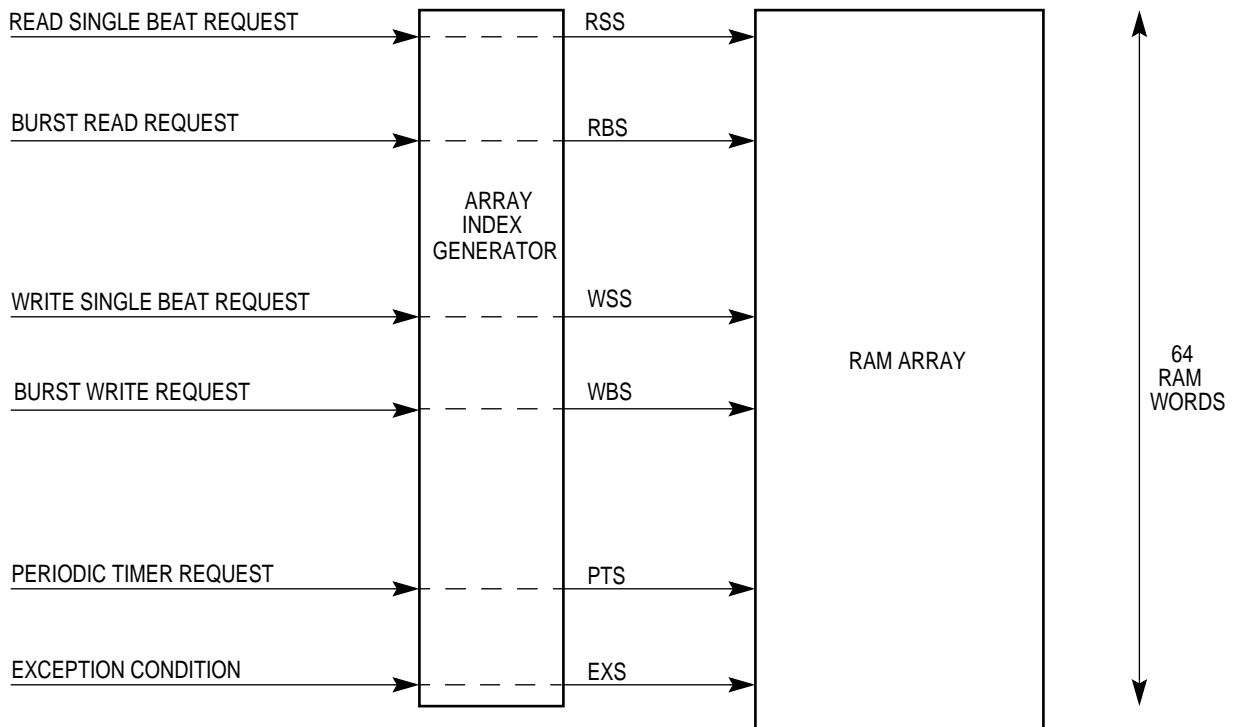 READ SINGLE BEAT REQUEST
RSS
BURST READ REQUEST
RBS
ARRAY
INDEX
GENERATOR
WRITE SINGLE BEAT REQUEST
WSS
BURST WRITE REQUEST
WBS
RAM ARRAY
64
RAM
WORDS
PERIODIC TIMER REQUEST
PTS
EXCEPTION CONDITION
EXS